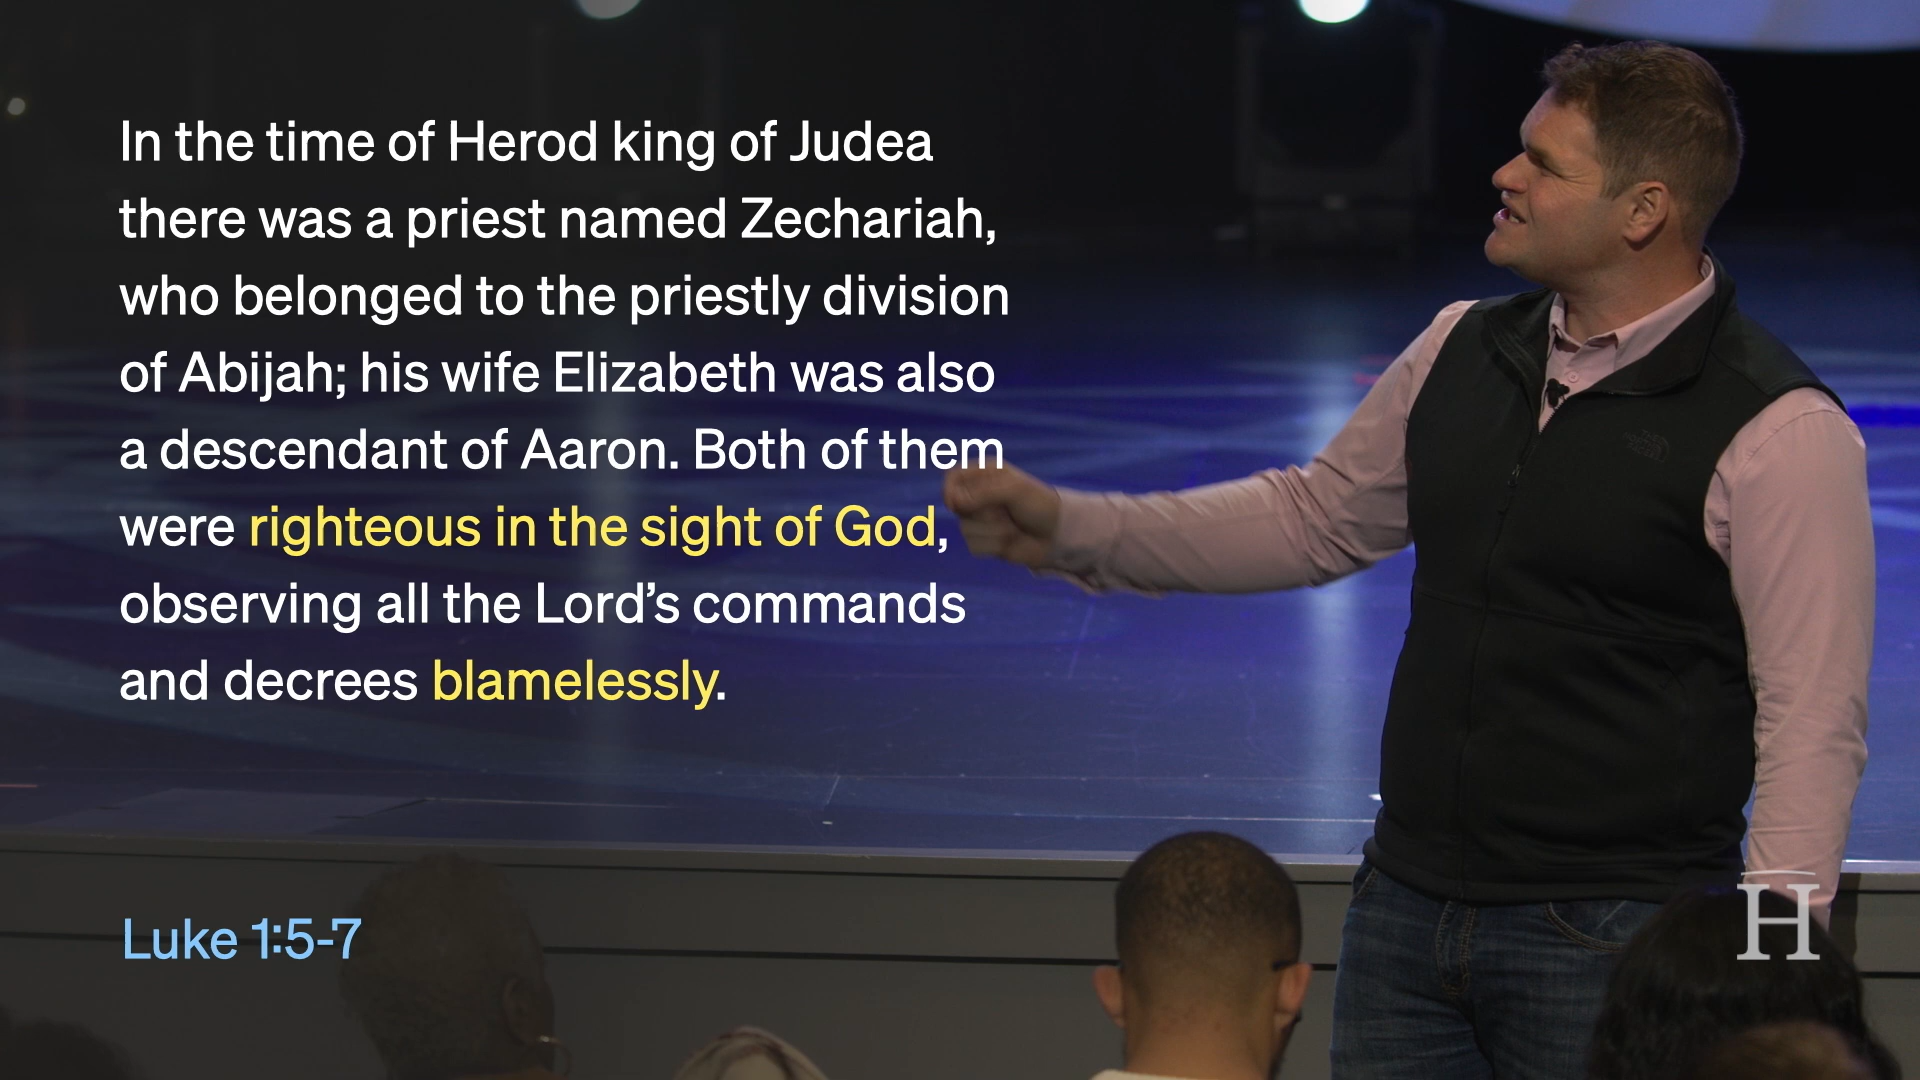 In the time of Herod king of Judea
there was a priest named Zechariah,
who belonged to the priestly division
of Abijah; his wife Elizabeth was also
a descendant of Aaron. Both of them
were righteous in the sight of God,
observing all the Lord’s commands
and decrees blamelessly.
Luke 1:5-7
H